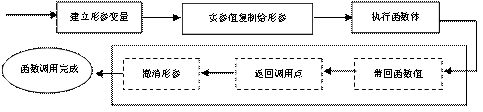 建立形参变量
实参值复制给形参
执行函数体
函数调用完成
撤消形参
返回调用点
带回函数值